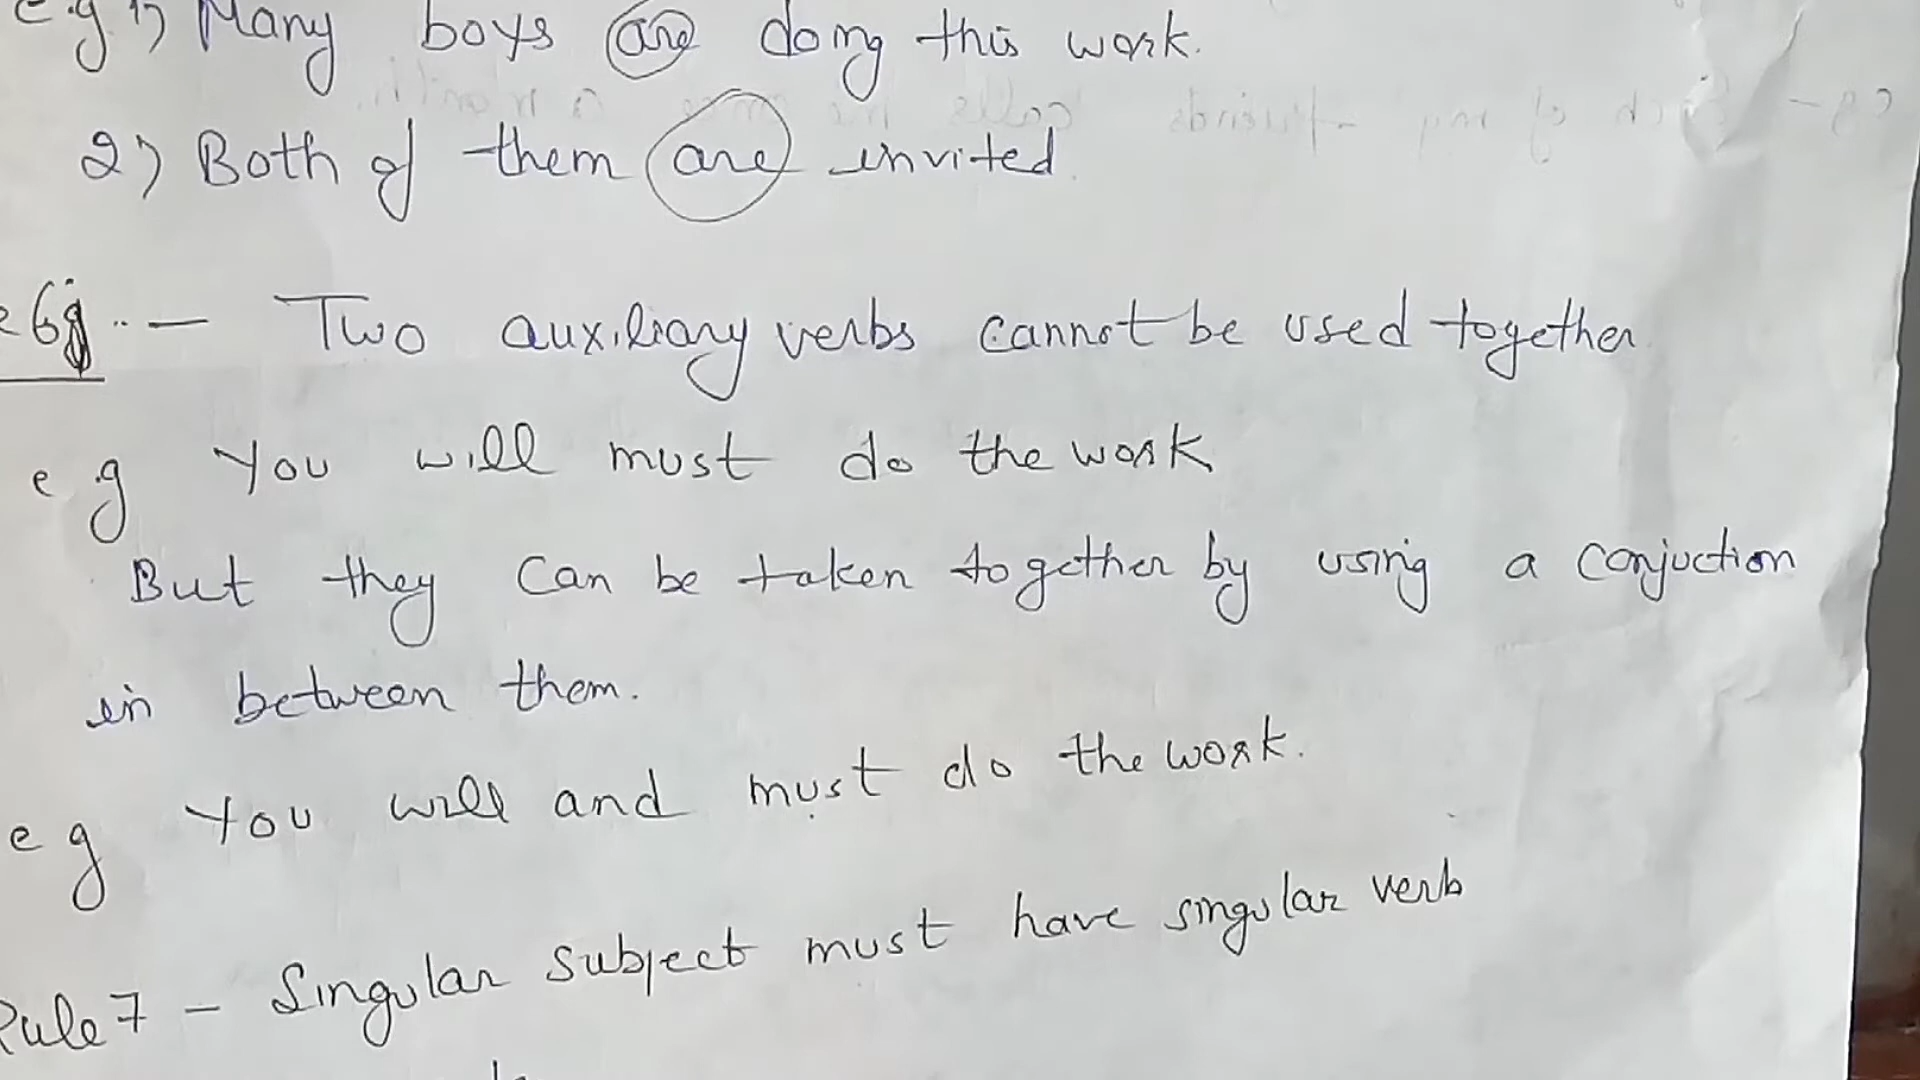 e.g 1) Many boys are doing this work.
2) Both of them are invited
6 — Two auxiliary verbs cannot be used together
eg You will must do the work
But they can be taken together by using a conjuction
in between them.
eg You will and must do the work.
Rule 7 - Singular subject must have singular verb